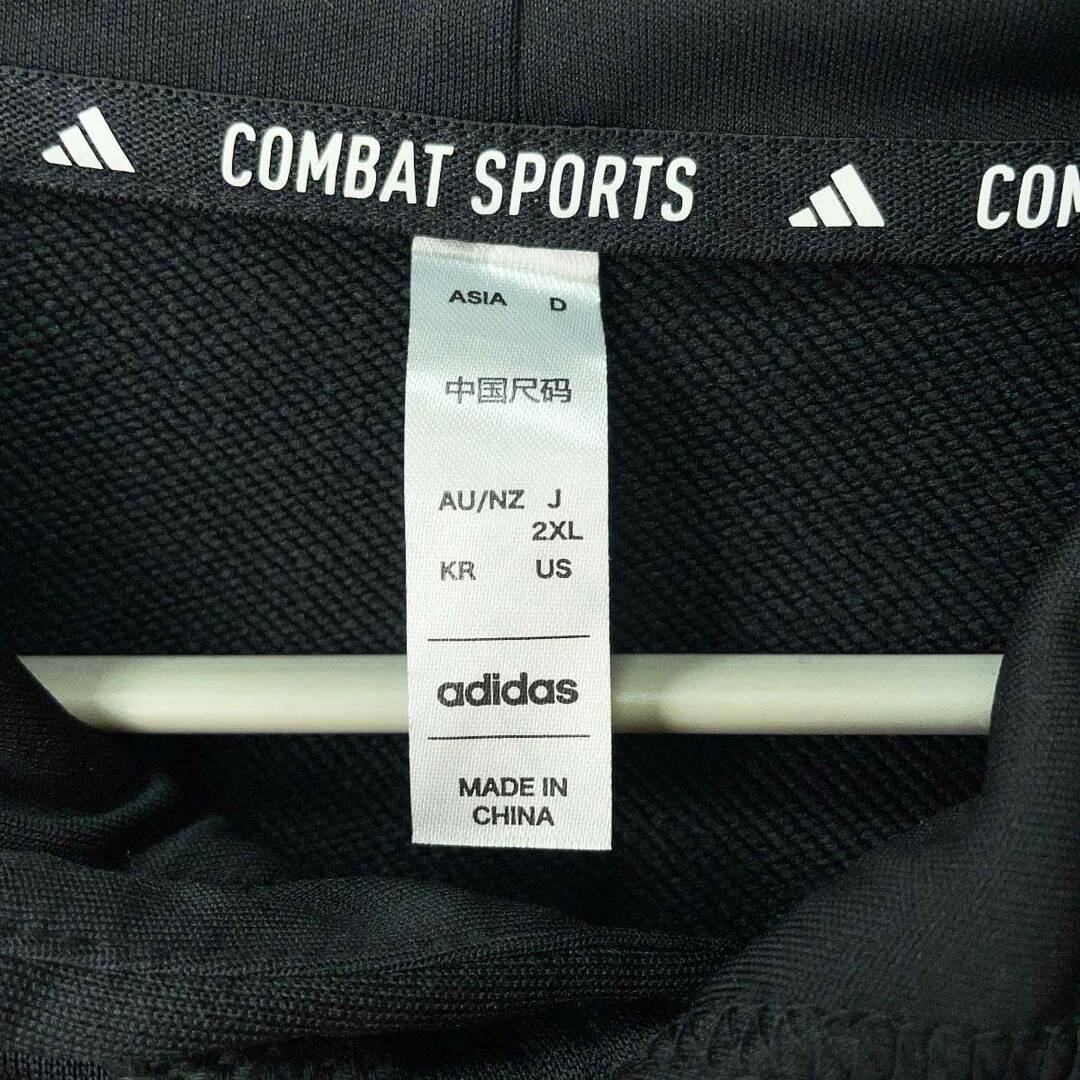 COMBAT SPORTS COM
ASIA D
中国尺码
AU/NZ J
2XL
KR US
adidas
MADE IN
CHINA